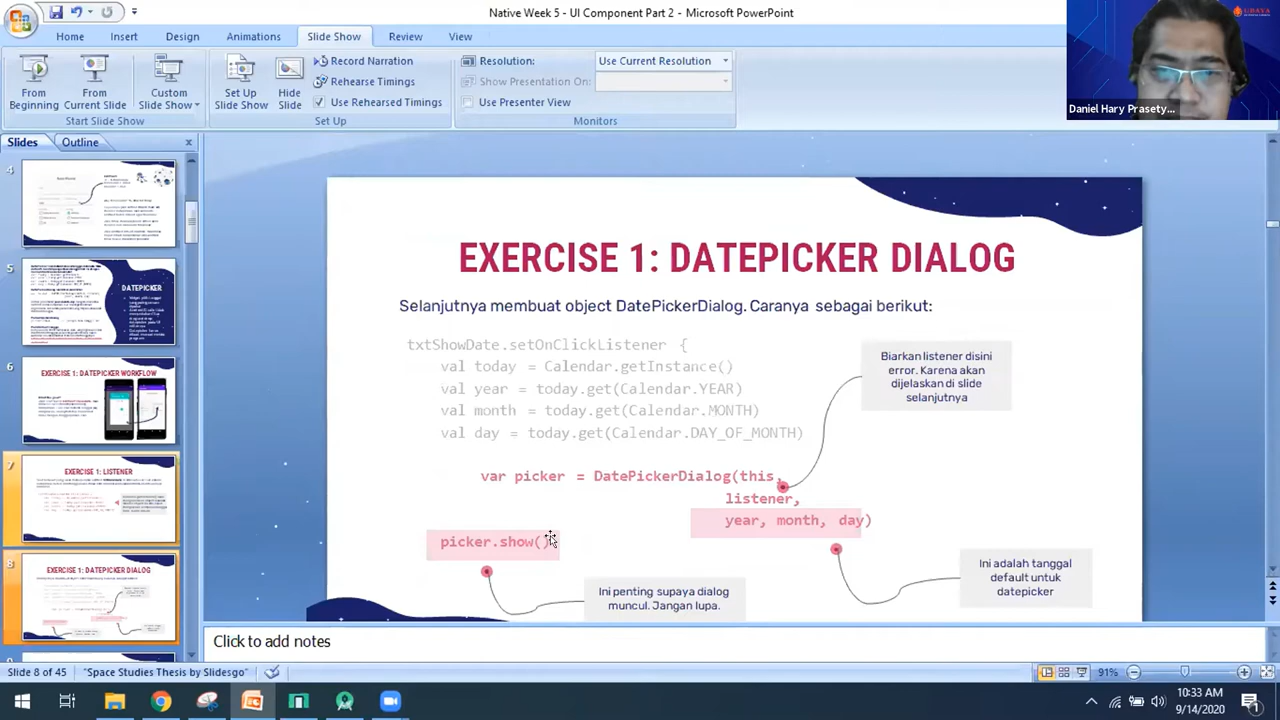 Native Week 5 - UI Component Part 2 - Microsoft PowerPoint
UBAYA
Home
Insert
Design
Animations
Slide Show
Review
View
From
Beginning
From
Current Slide
Custom
Slide Show
Start Slide Show
Set Up
Slide Show
Hide
Slide
Record Narration
Rehearse Timings
Use Rehearsed Timings
Set Up
Resolution:
Use Current Resolution
Show Presentation On:
Use Presenter View
Monitors
Daniel Hary Prasety...
Slides
Outline
4
5
DATEPICKER
6
EXERCISE 1: DATEPICKER WORKFLOW
7
EXERCISE 1: LISTENER
8
EXERCISE 1: DATEPICKER DIALOG
EXERCISE 1: DATEPICKER DIALOG
Selanjutnya membuat object DatePickerDialog
berikut:
txtShowDate.setOnClickListener {
val today = Calendar.getInstance()
val year = today.get(Calendar.YEAR)
val month = today.get(Calendar.MONTH)
val day = today.get(Calendar.DAY_OF_MONTH)
var picker = DatePickerDialog(this,
listener,
year, month, day)
picker.show()
Biarkan listener disini
error. Karena akan
dijelaskan di slide
selanjutnya
Ini adalah tanggal
default untuk
datepicker
Ini penting supaya dialog
muncul. Jangan lupa.
Click to add notes
Slide 8 of 45
"Space Studies Thesis by Slidesgo"
91%
10:33 AM
9/14/2020
1